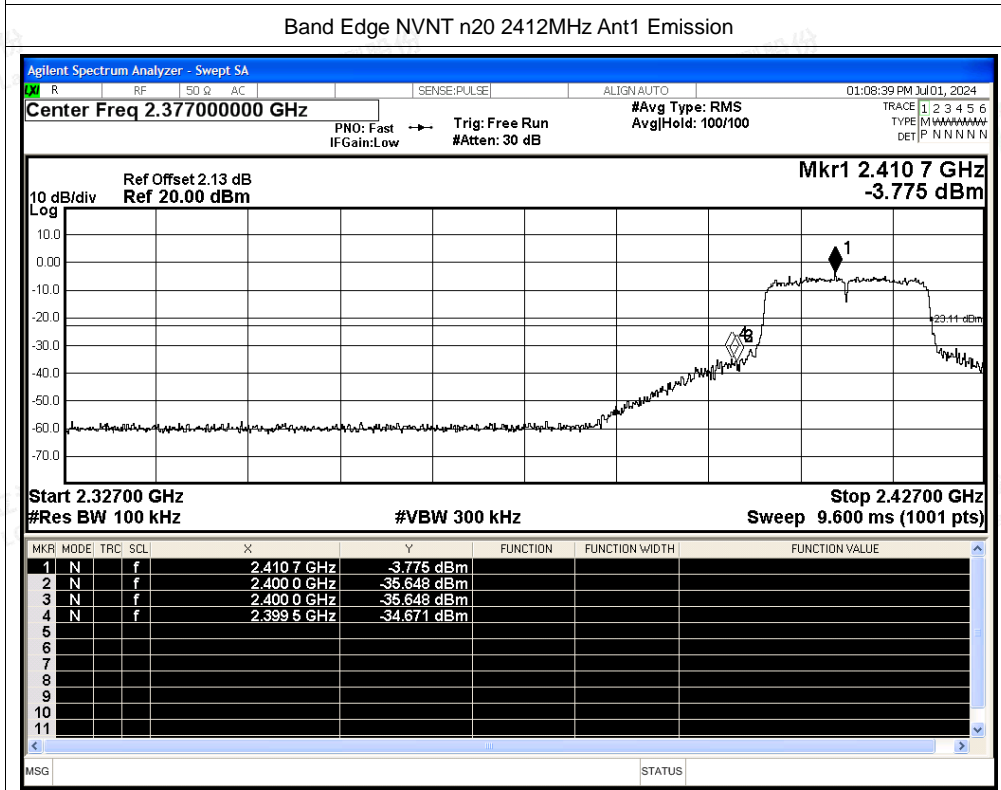 Band Edge NVNT n20 2412MHz Ant1 Emission
Agilent Spectrum Analyzer - Swept SA
LXI R RF 50 Ω AC SENSE:PULSE ALIGN AUTO 01:08:39 PM Jul 01, 2024
Center Freq 2.377000000 GHz #Avg Type: RMS TRACE 1 2 3 4 5 6
PNO: Fast Trig: Free Run Avg|Hold: 100/100 TYPE M WWWWW
IFGain:Low #Atten: 30 dB DET P N N N N N
Mkr1 2.410 7 GHz
Ref Offset 2.13 dB
10 dB/div Ref 20.00 dBm -3.775 dBm
Log
10.0
1
0.00
-10.0
-20.0
-23.11 dBm
-30.0
-40.0
-50.0
-60.0
-70.0
Start 2.32700 GHz Stop 2.42700 GHz
#Res BW 100 kHz #VBW 300 kHz Sweep 9.600 ms (1001 pts)
MKR MODE TRC SCL X Y FUNCTION FUNCTION WIDTH FUNCTION VALUE
1 N f 2.410 7 GHz -3.775 dBm
2 N f 2.400 0 GHz -35.648 dBm
3 N f 2.400 0 GHz -35.648 dBm
4 N f 2.399 5 GHz -34.671 dBm
5
6
7
8
9
10
11
MSG STATUS